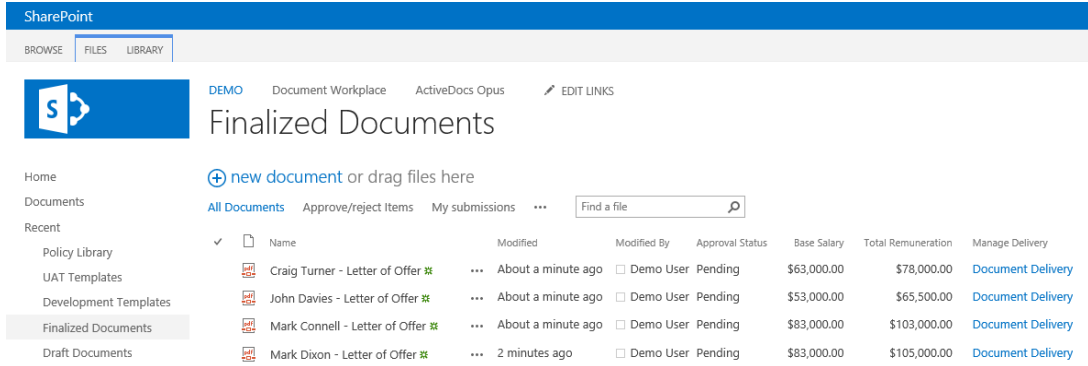 SharePoint
BROWSE FILES LIBRARY
DEMO Document Workplace ActiveDocs Opus EDIT LINKS
S
Finalized Documents
Home
Documents
Recent
Policy Library
UAT Templates
Development Templates
Finalized Documents
Draft Documents
new document or drag files here
All Documents Approve/reject Items My submissions ••• Find a file
Name Modified Modified By Approval Status Base Salary Total Remuneration Manage Delivery
pdf Craig Turner - Letter of Offer ••• About a minute ago Demo User Pending $63,000.00 $78,000.00 Document Delivery
pdf John Davies - Letter of Offer ••• About a minute ago Demo User Pending $53,000.00 $65,500.00 Document Delivery
pdf Mark Connell - Letter of Offer ••• About a minute ago Demo User Pending $83,000.00 $103,000.00 Document Delivery
pdf Mark Dixon - Letter of Offer ••• 2 minutes ago Demo User Pending $83,000.00 $105,000.00 Document Delivery